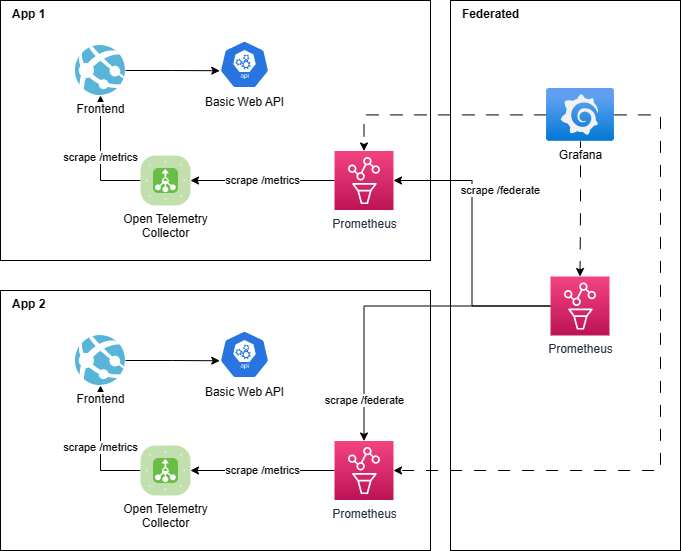 App 1
Federated
api
Basic Web API
Frontend
scrape /metrics
Open Telemetry
Collector
scrape /metrics
Prometheus
scrape /federate
Grafana
Prometheus
App 2
api
Basic Web API
Frontend
scrape /federate
scrape /metrics
Open Telemetry
Collector
scrape /metrics
Prometheus